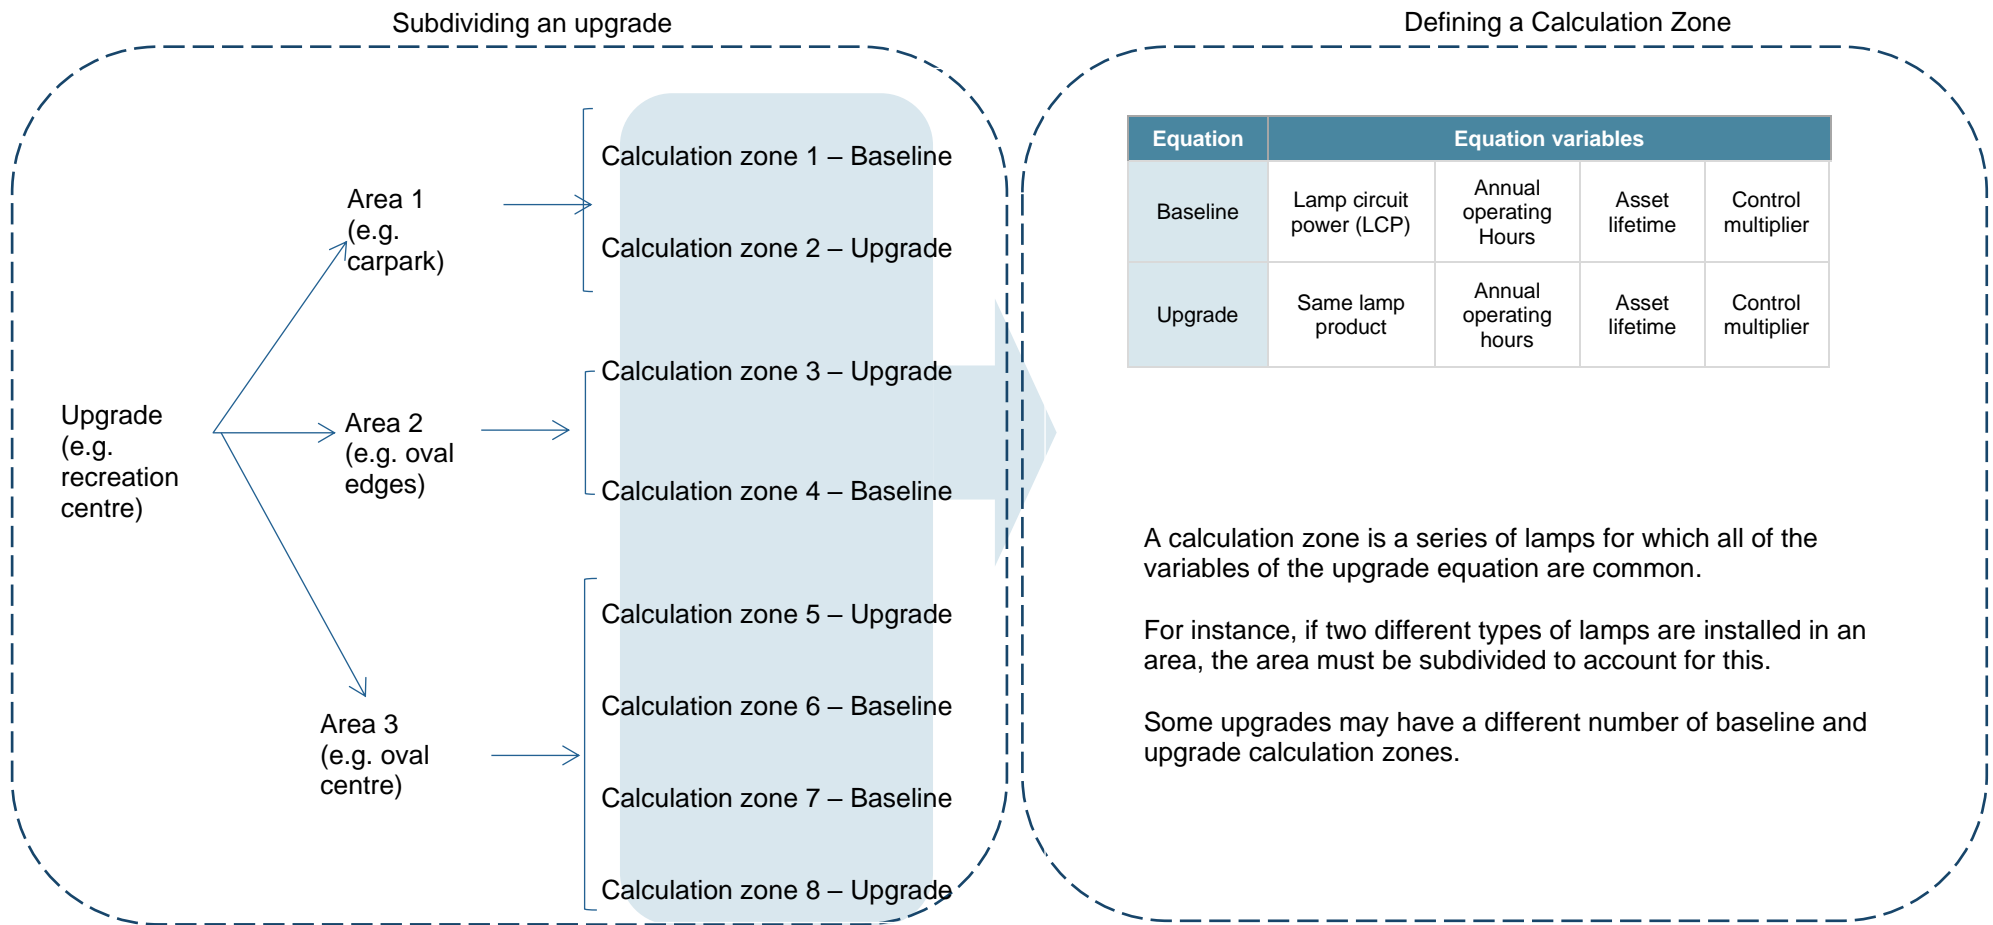 Subdividing an upgrade
Upgrade
(e.g.
recreation
centre)
Area 1
(e.g.
carpark)
Area 2
(e.g. oval
edges)
Area 3
(e.g. oval
centre)
Calculation zone 1 – Baseline
Calculation zone 2 – Upgrade
Calculation zone 3 – Upgrade
Calculation zone 4 – Baseline
Calculation zone 5 – Upgrade
Calculation zone 6 – Baseline
Calculation zone 7 – Baseline
Calculation zone 8 – Upgrade
Defining a Calculation Zone
Equation
Equation variables
Baseline
Lamp circuit
power (LCP)
Annual
operating
Hours
Asset
lifetime
Control
multiplier
Upgrade
Same lamp
product
Annual
operating
hours
Asset
lifetime
Control
multiplier
A calculation zone is a series of lamps for which all of the
variables of the upgrade equation are common.
For instance, if two different types of lamps are installed in an
area, the area must be subdivided to account for this.
Some upgrades may have a different number of baseline and
upgrade calculation zones.